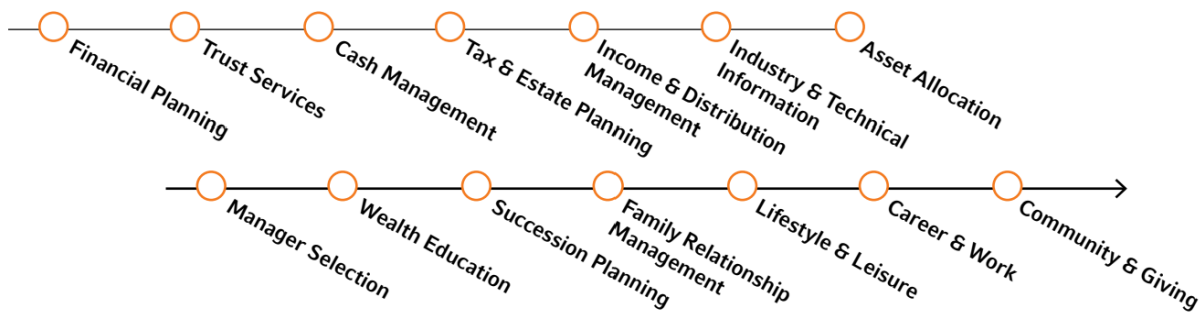 Financial Planning
Trust Services
Cash Management
Tax & Estate Planning
Income & Distribution
Management
Industry & Technical
Information
Asset Allocation
Manager Selection
Wealth Education
Succession Planning
Family Relationship
Management
Lifestyle & Leisure
Career & Work
Community & Giving